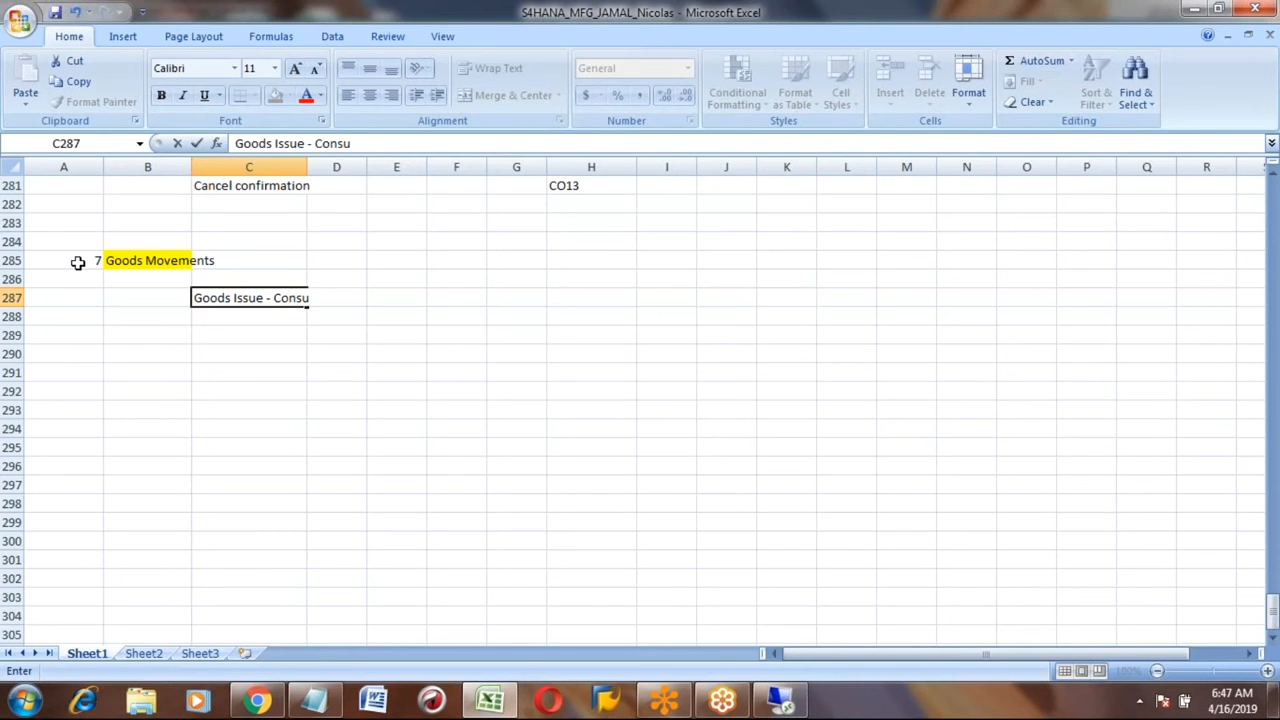 S4HANA_MFG_JAMAL_Nicolas - Microsoft Excel
Home Insert Page Layout Formulas Data Review View
Paste Cut Copy Format Painter Clipboard
Calibri 11 B I U A A A Font
Wrap Text Merge & Center Alignment
General $ % , Number
Conditional Formatting Format as Table Cell Styles Styles
Insert Delete Format Cells
Σ AutoSum Fill Clear Sort & Filter Find & Select Editing
C287 fx Goods Issue - Consu
A B C D E F G H I J K L M N O P Q R
281 Cancel confirmation CO13
282
283
284
285 7 Goods Movements
286
287 Goods Issue - Consu
288
289
290
291
292
293
294
295
296
297
298
299
300
301
302
303
304
305
Sheet1 Sheet2 Sheet3
Enter 100%
6:47 AM
4/16/2019